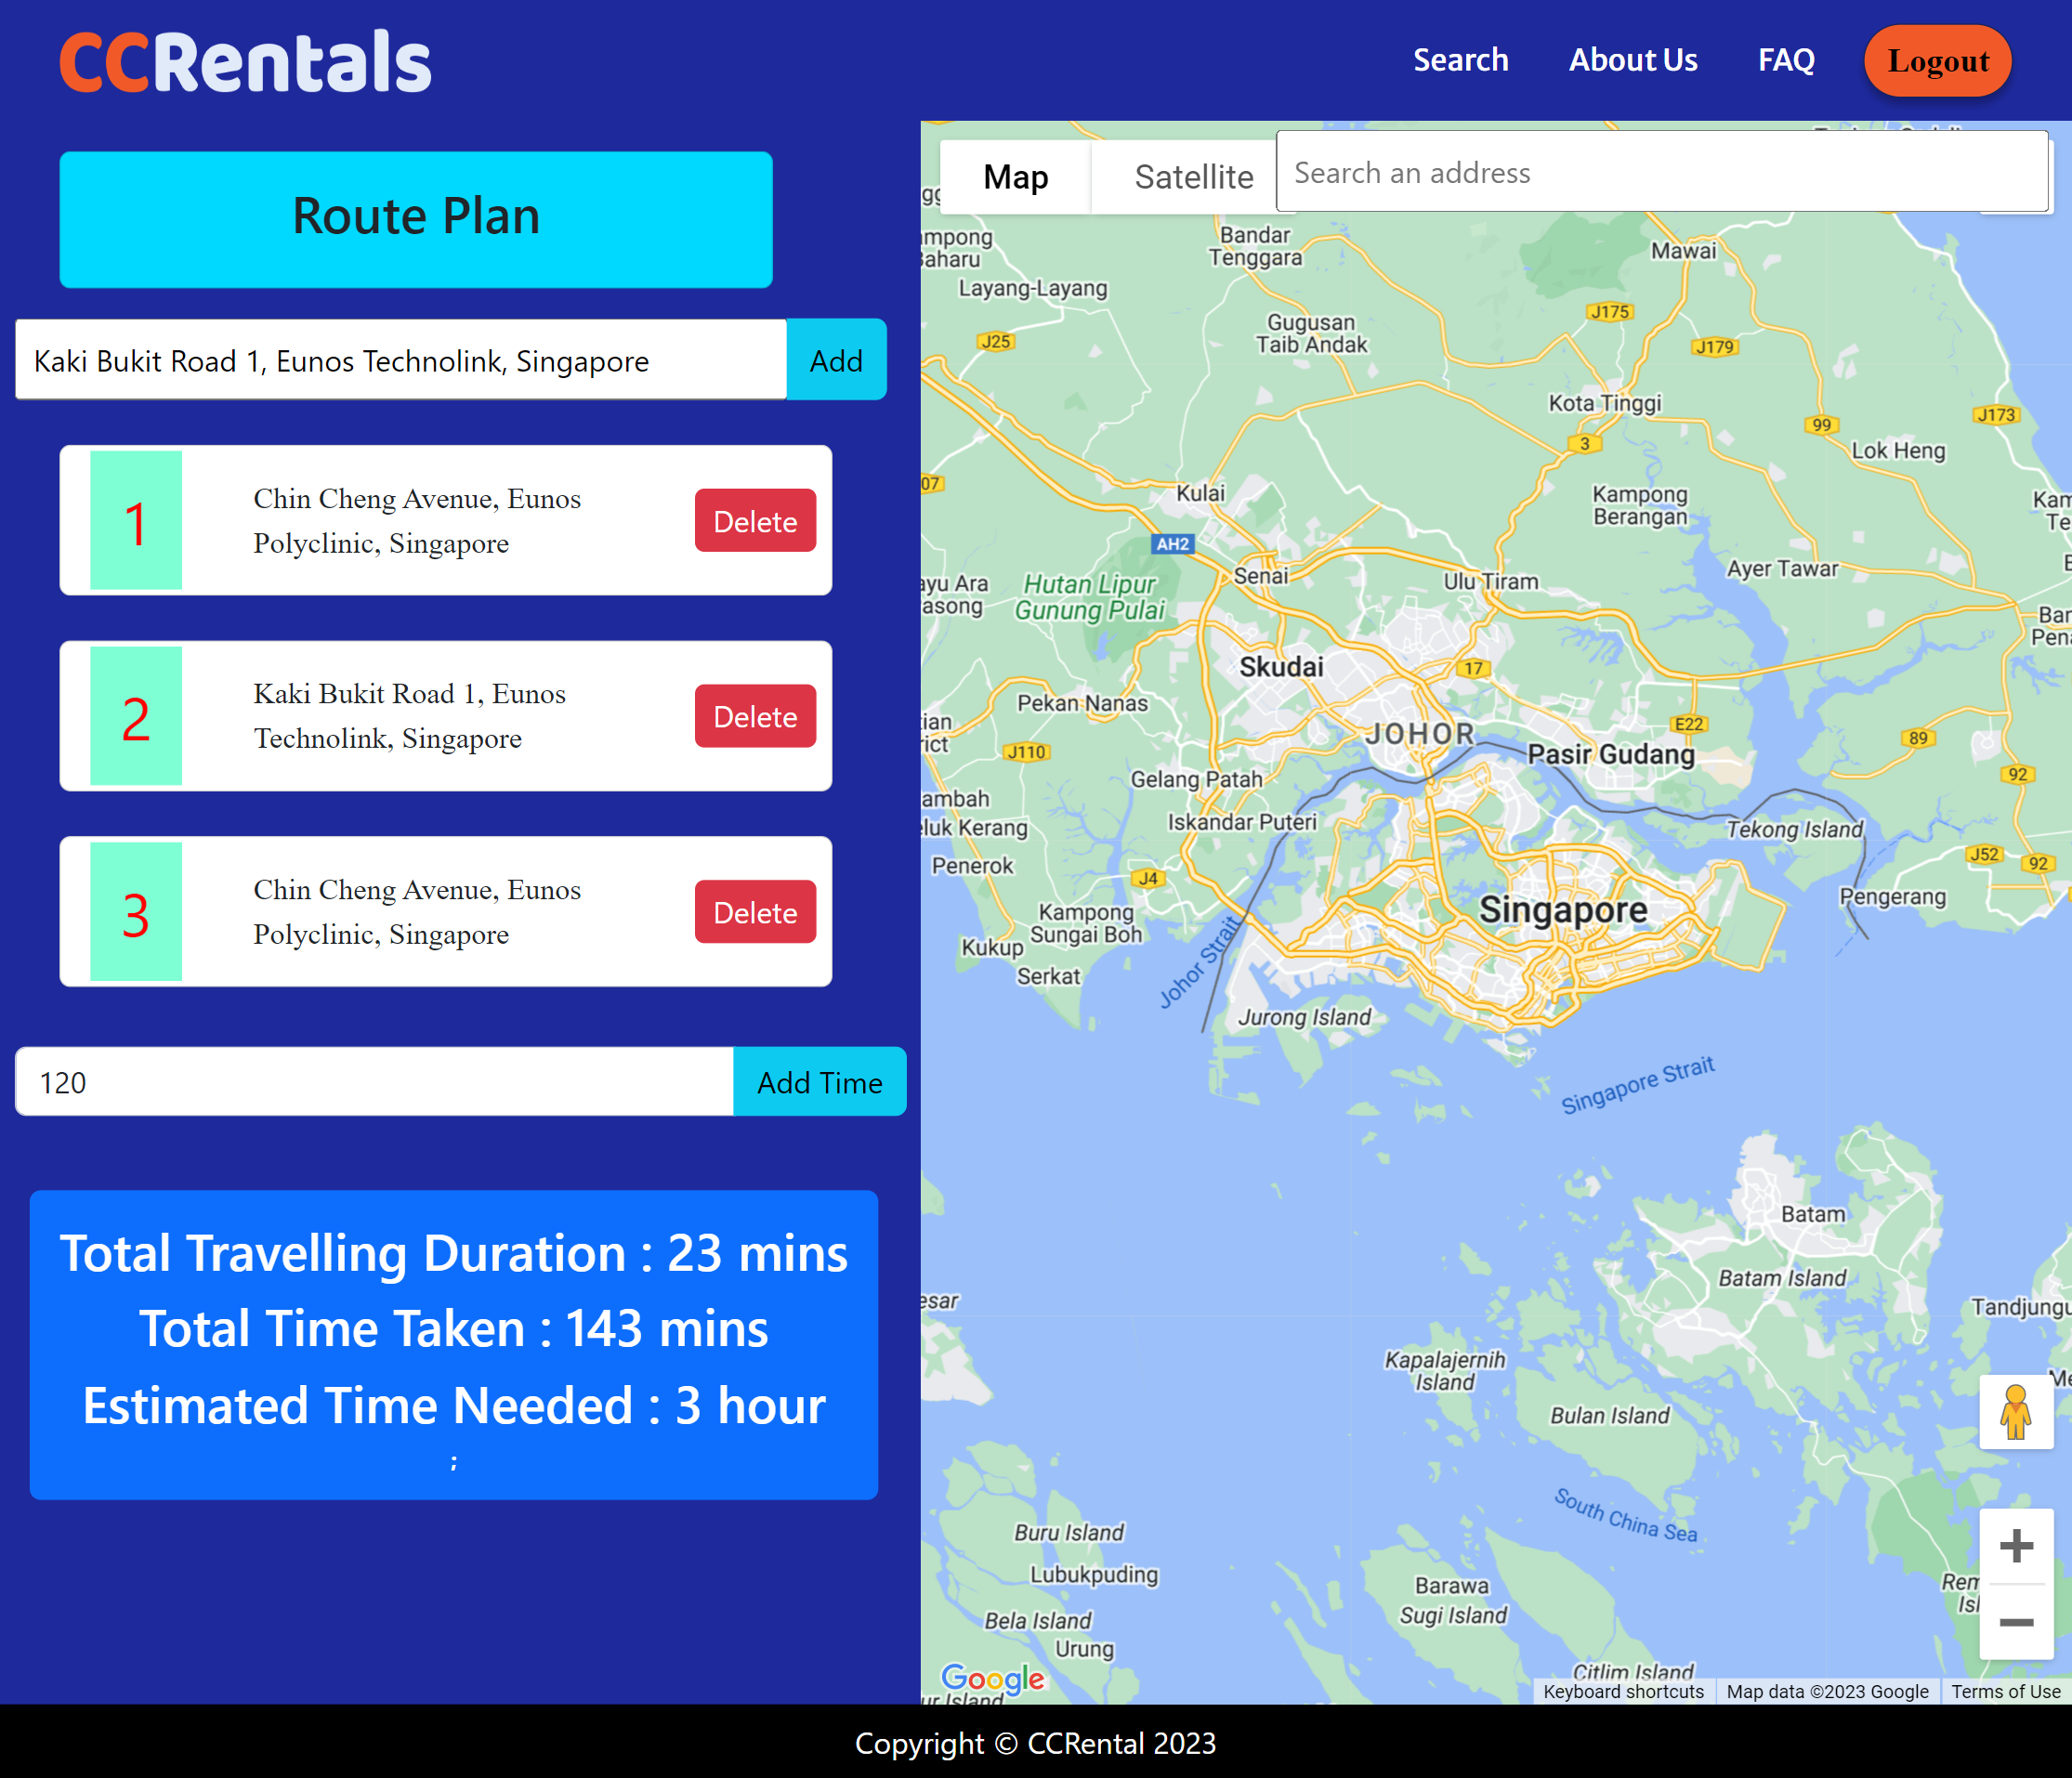 CCRentals
Search
About Us
FAQ
Logout
Route Plan
Kaki Bukit Road 1, Eunos Technolink, Singapore
Add
1
Chin Cheng Avenue, Eunos
Polyclinic, Singapore
Delete
2
Kaki Bukit Road 1, Eunos
Technolink, Singapore
Delete
3
Chin Cheng Avenue, Eunos
Polyclinic, Singapore
Delete
120
Add Time
Total Travelling Duration : 23 mins
Total Time Taken : 143 mins
Estimated Time Needed : 3 hour
;
Map
Satellite
Search an address
Bandar
Tenggara
Mawai
Layang-Layang
J175
Gugusan
Taib Andak
J25
J179
Kota Tinggi
J173
99
3
Lok Heng
07
Kulai
Kampong
Berangan
AH2
Senai
Ulu Tiram
Ayer Tawar
Hutan Lipur
Gunung Pulai
Skudai
17
Pekan Nanas
JOHOR
E22
89
J110
Pasir Gudang
92
Gelang Patah
Iskandar Puteri
Tekong Island
Penerok
J52
92
J4
Pengerang
Kampong
Sungai Boh
Singapore
Kukup
Serkat
Johor Strait
Jurong Island
Singapore Strait
Batam
Batam Island
Kapalajernih
Island
Bulan Island
South China Sea
Buru Island
Lubukpuding
Barawa
Sugi Island
Bela Island
Urung
Citlim Island
Google
Keyboard shortcuts
Map data ©2023 Google
Terms of Use
Copyright © CCRental 2023